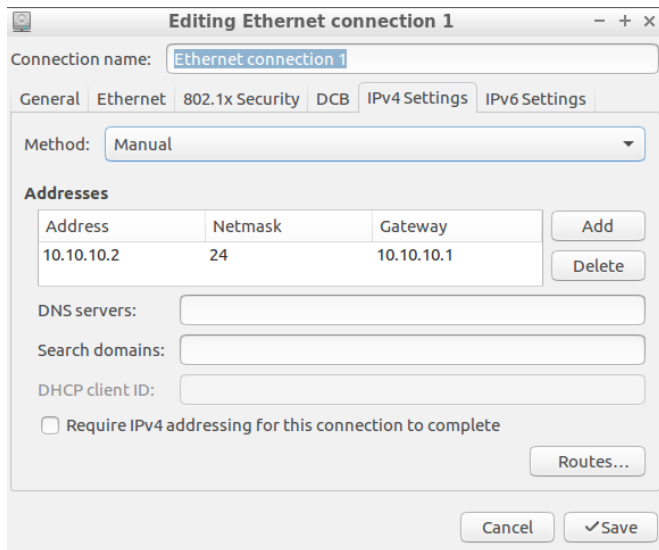 Editing Ethernet connection 1
Connection name: Ethernet connection 1
General Ethernet 802.1x Security DCB IPv4 Settings IPv6 Settings
Method: Manual
Addresses
Address Netmask Gateway Add
10.10.10.2 24 10.10.10.1
Delete
DNS servers:
Search domains:
DHCP client ID:
Require IPv4 addressing for this connection to complete
Routes...
Cancel Save